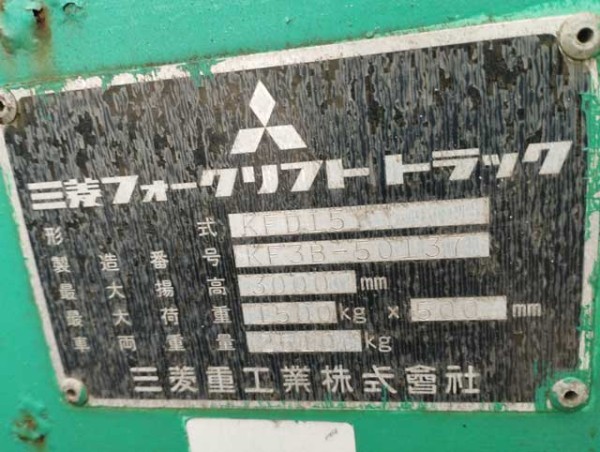 三菱フォークリフトトラック
形 式 KFD15
製造番号 KF3B-50137
最大揚高 3000 mm
最大荷重 1500 kg × 500 mm
車両重量 kg
三菱重工業株式會社